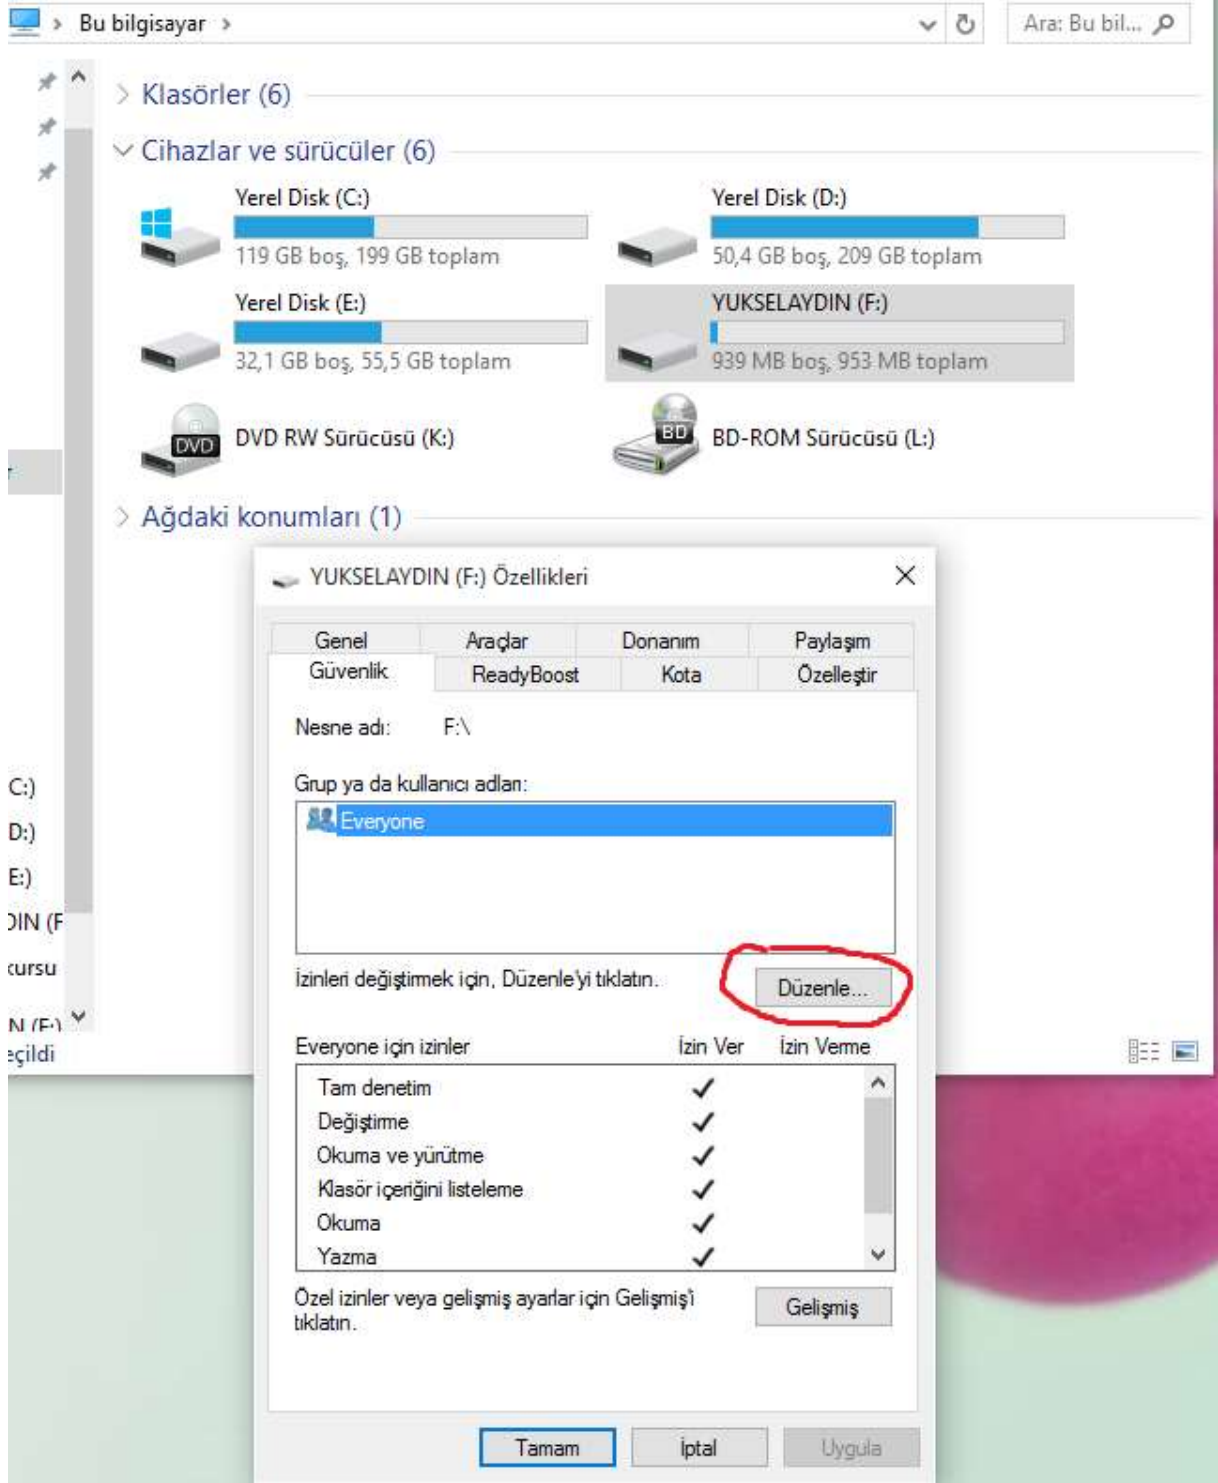 Bu bilgisayar
Ara: Bu bil...
Klasörler (6)
Cihazlar ve sürücüler (6)
Yerel Disk (C:)
119 GB boş, 199 GB toplam
Yerel Disk (D:)
50,4 GB boş, 209 GB toplam
Yerel Disk (E:)
32,1 GB boş, 55,5 GB toplam
YUKSELAYDIN (F:)
939 MB boş, 953 MB toplam
DVD
DVD RW Sürücüsü (K:)
BD
BD-ROM Sürücüsü (L:)
Ağdaki konumları (1)
C:)
D:)
E:)
DIN (F
kursu
N (F:)
eçildi
YUKSELAYDIN (F:) Özellikleri
Genel Araçlar Donanım Paylaşım
Güvenlik ReadyBoost Kota Özelleştir
Nesne adı: F:\
Grup ya da kullanıcı adları:
Everyone
İzinleri değiştirmek için, Düzenle'yi tıklatın.
Düzenle...
Everyone için izinler İzin Ver İzin Verme
Tam denetim
Değiştirme
Okuma ve yürütme
Klasör içeriğini listeleme
Okuma
Yazma
Özel izinler veya gelişmiş ayarlar için Gelişmiş'i
tıklatın.
Gelişmiş
Tamam İptal Uygula